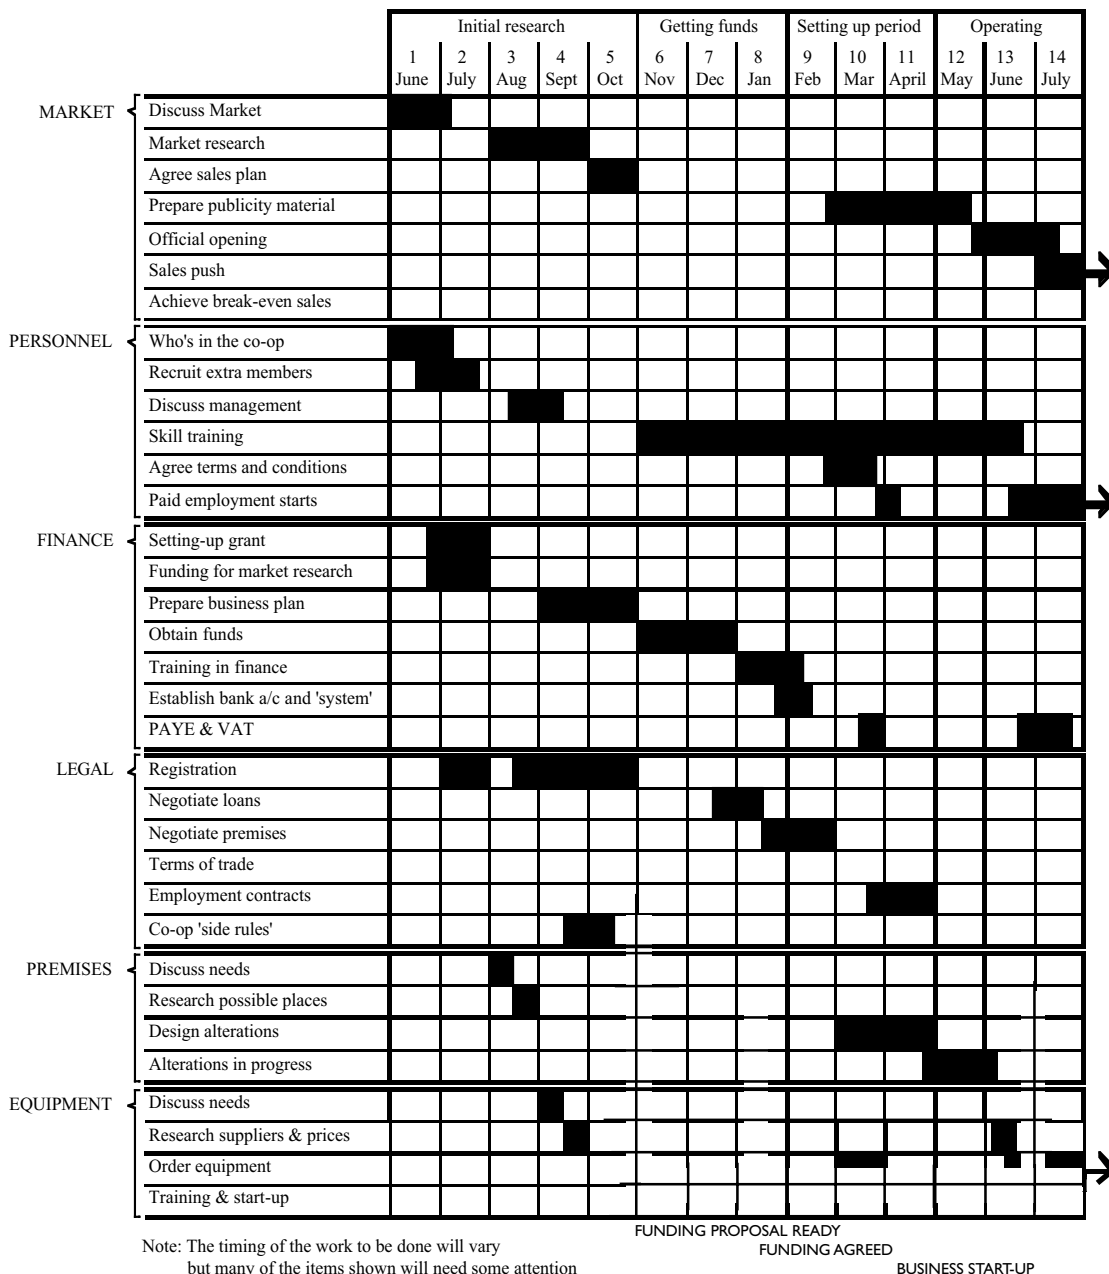 Initial research Getting funds Setting up period Operating
1 2 3 4 5 6 7 8 9 10 11 12 13 14
June July Aug Sept Oct Nov Dec Jan Feb Mar April May June July
MARKET Discuss Market
Market research
Agree sales plan
Prepare publicity material
Official opening
Sales push
Achieve break-even sales
PERSONNEL Who's in the co-op
Recruit extra members
Discuss management
Skill training
Agree terms and conditions
Paid employment starts
FINANCE Setting-up grant
Funding for market research
Prepare business plan
Obtain funds
Training in finance
Establish bank a/c and 'system'
PAYE & VAT
LEGAL Registration
Negotiate loans
Negotiate premises
Terms of trade
Employment contracts
Co-op 'side rules'
PREMISES Discuss needs
Research possible places
Design alterations
Alterations in progress
EQUIPMENT Discuss needs
Research suppliers & prices
Order equipment
Training & start-up
FUNDING PROPOSAL READY
FUNDING AGREED
BUSINESS START-UP
Note: The timing of the work to be done will vary
but many of the items shown will need some attention